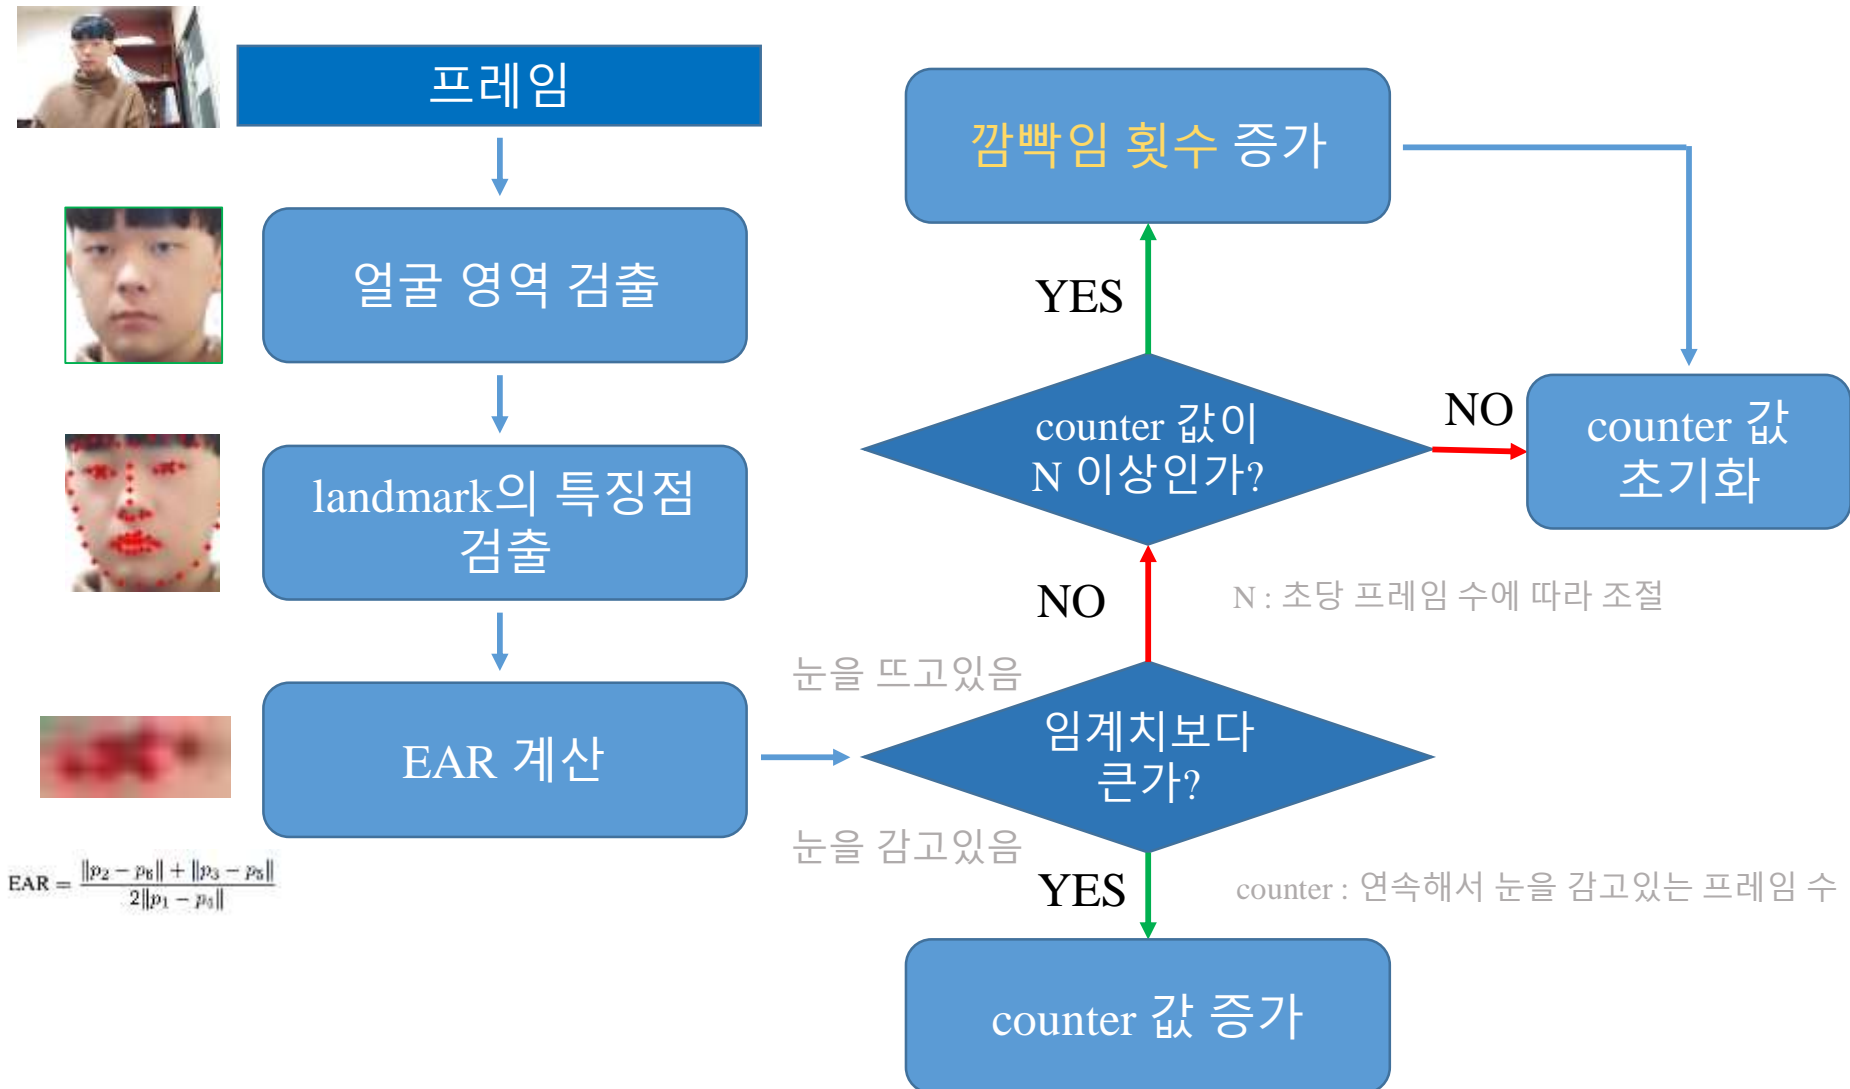 프레임
얼굴 영역 검출
landmark의 특징점
검출
EAR 계산
EAR = ‖p₂ − p₆‖ + ‖p₃ − p₅‖ / 2‖p₁ − p₄‖
깜빡임 횟수 증가
YES
counter 값이
N 이상인가?
NO
counter 값
초기화
NO
N : 초당 프레임 수에 따라 조절
눈을 뜨고있음
임계치보다
큰가?
눈을 감고있음
YES
counter : 연속해서 눈을 감고있는 프레임 수
counter 값 증가